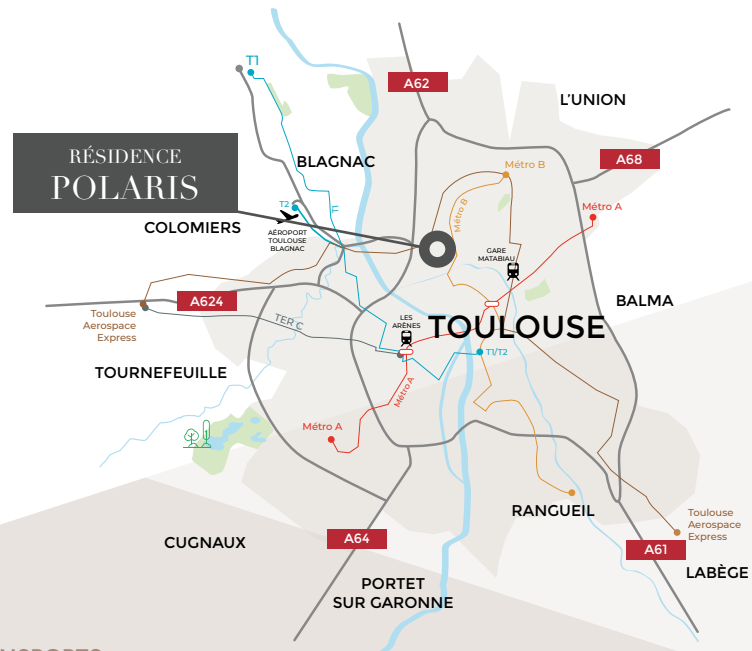 T1
A62
L'UNION
RÉSIDENCE
POLARIS
BLAGNAC
A68
Métro B
T2
T1
Métro B
Métro A
COLOMIERS
AÉROPORT
TOULOUSE
BLAGNAC
GARE
MATABIAU
A624
BALMA
Toulouse
Aerospace
Express
TER C
LES
ARÈNES
TOULOUSE
T1/T2
TOURNEFEUILLE
Métro A
Métro A
RANGUEIL
Toulouse
Aerospace
Express
CUGNAUX
A64
A61
LABÈGE
PORTET
SUR GARONNE